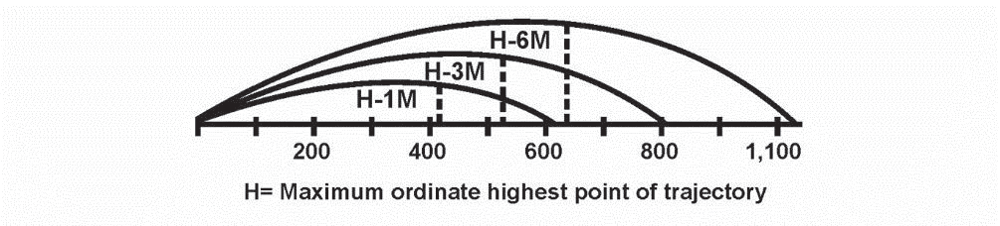 H-6M
H-3M
H-1M
200 400 600 800 1,100
H= Maximum ordinate highest point of trajectory